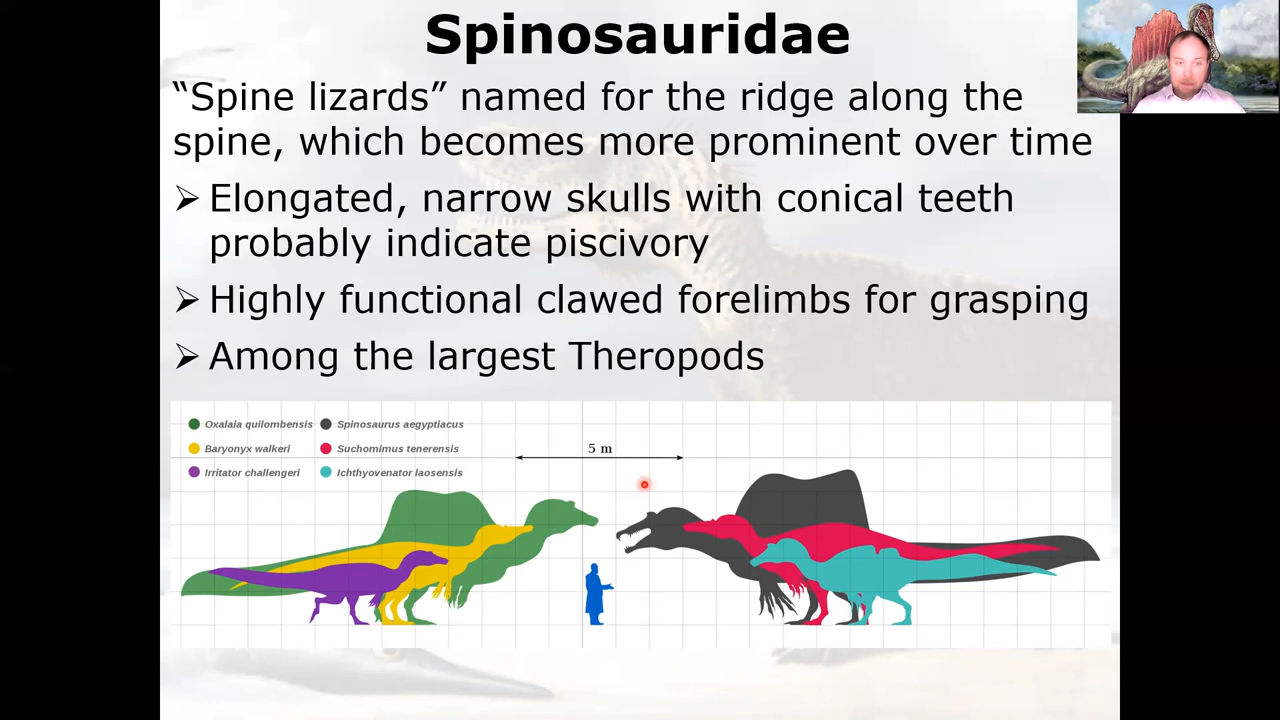 Spinosauridae
“Spine lizards” named for the ridge along the
spine, which becomes more prominent over time
➢ Elongated, narrow skulls with conical teeth
probably indicate piscivory
➢ Highly functional clawed forelimbs for grasping
➢ Among the largest Theropods
Oxalaia quilombensis
Spinosaurus aegyptiacus
Baryonyx walkeri
Suchomimus tenerensis
Irritator challengeri
Ichthyovenator laosensis
5 m